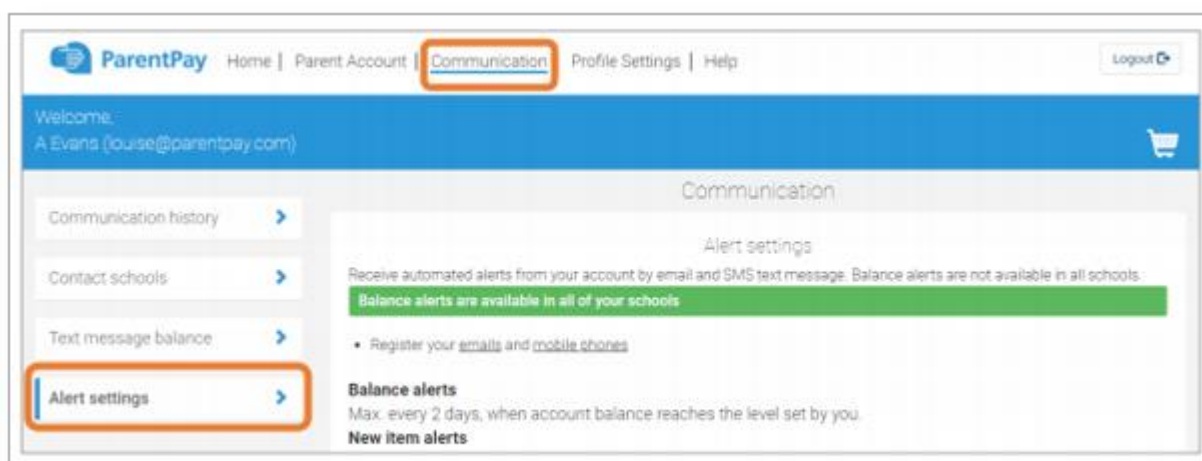 ParentPay Home | Parent Account | Communication Profile Settings | Help Logout
Welcome,
A Evans (louise@parentpay.com)
Communication history
Contact schools
Text message balance
Alert settings
Communication
Alert settings
Receive automated alerts from your account by email and SMS text message. Balance alerts are not available in all schools.
Balance alerts are available in all of your schools
• Register your emails and mobile phones
Balance alerts
Max. every 2 days, when account balance reaches the level set by you.
New item alerts